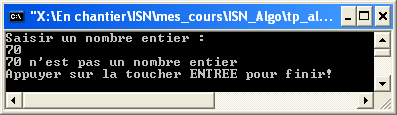 "X:\En chantier\ISN\mes_cours\ISN_Algo\tp_al...
Saisir un nombre entier :
70
70 n'est pas un nombre entier
Appuyer sur la toucher ENTREE pour finir!